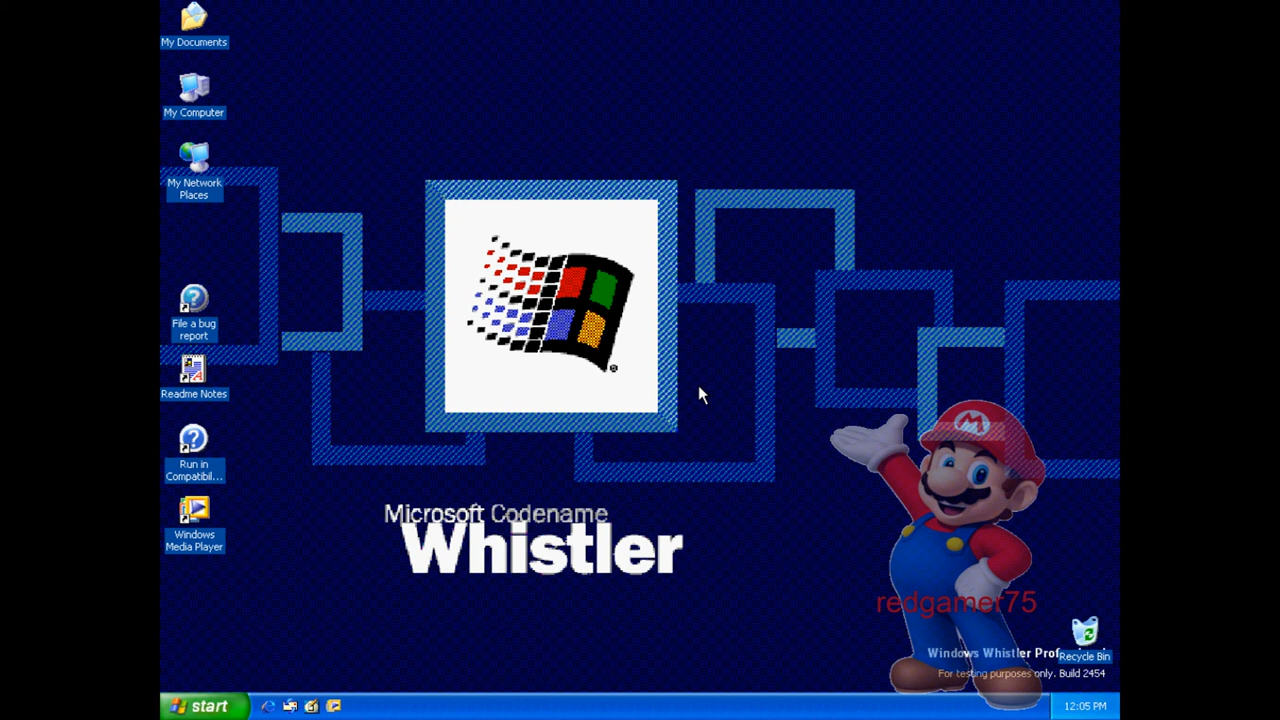 My Documents
My Computer
My Network
Places
File a bug
report
Readme Notes
Run in
Compatibil...
Windows
Media Player
Microsoft Codename
Whistler
M
redgamer75
Windows Whistler Prof
Recycle Bin
For testing purposes only. Build 2454
start
12:05 PM